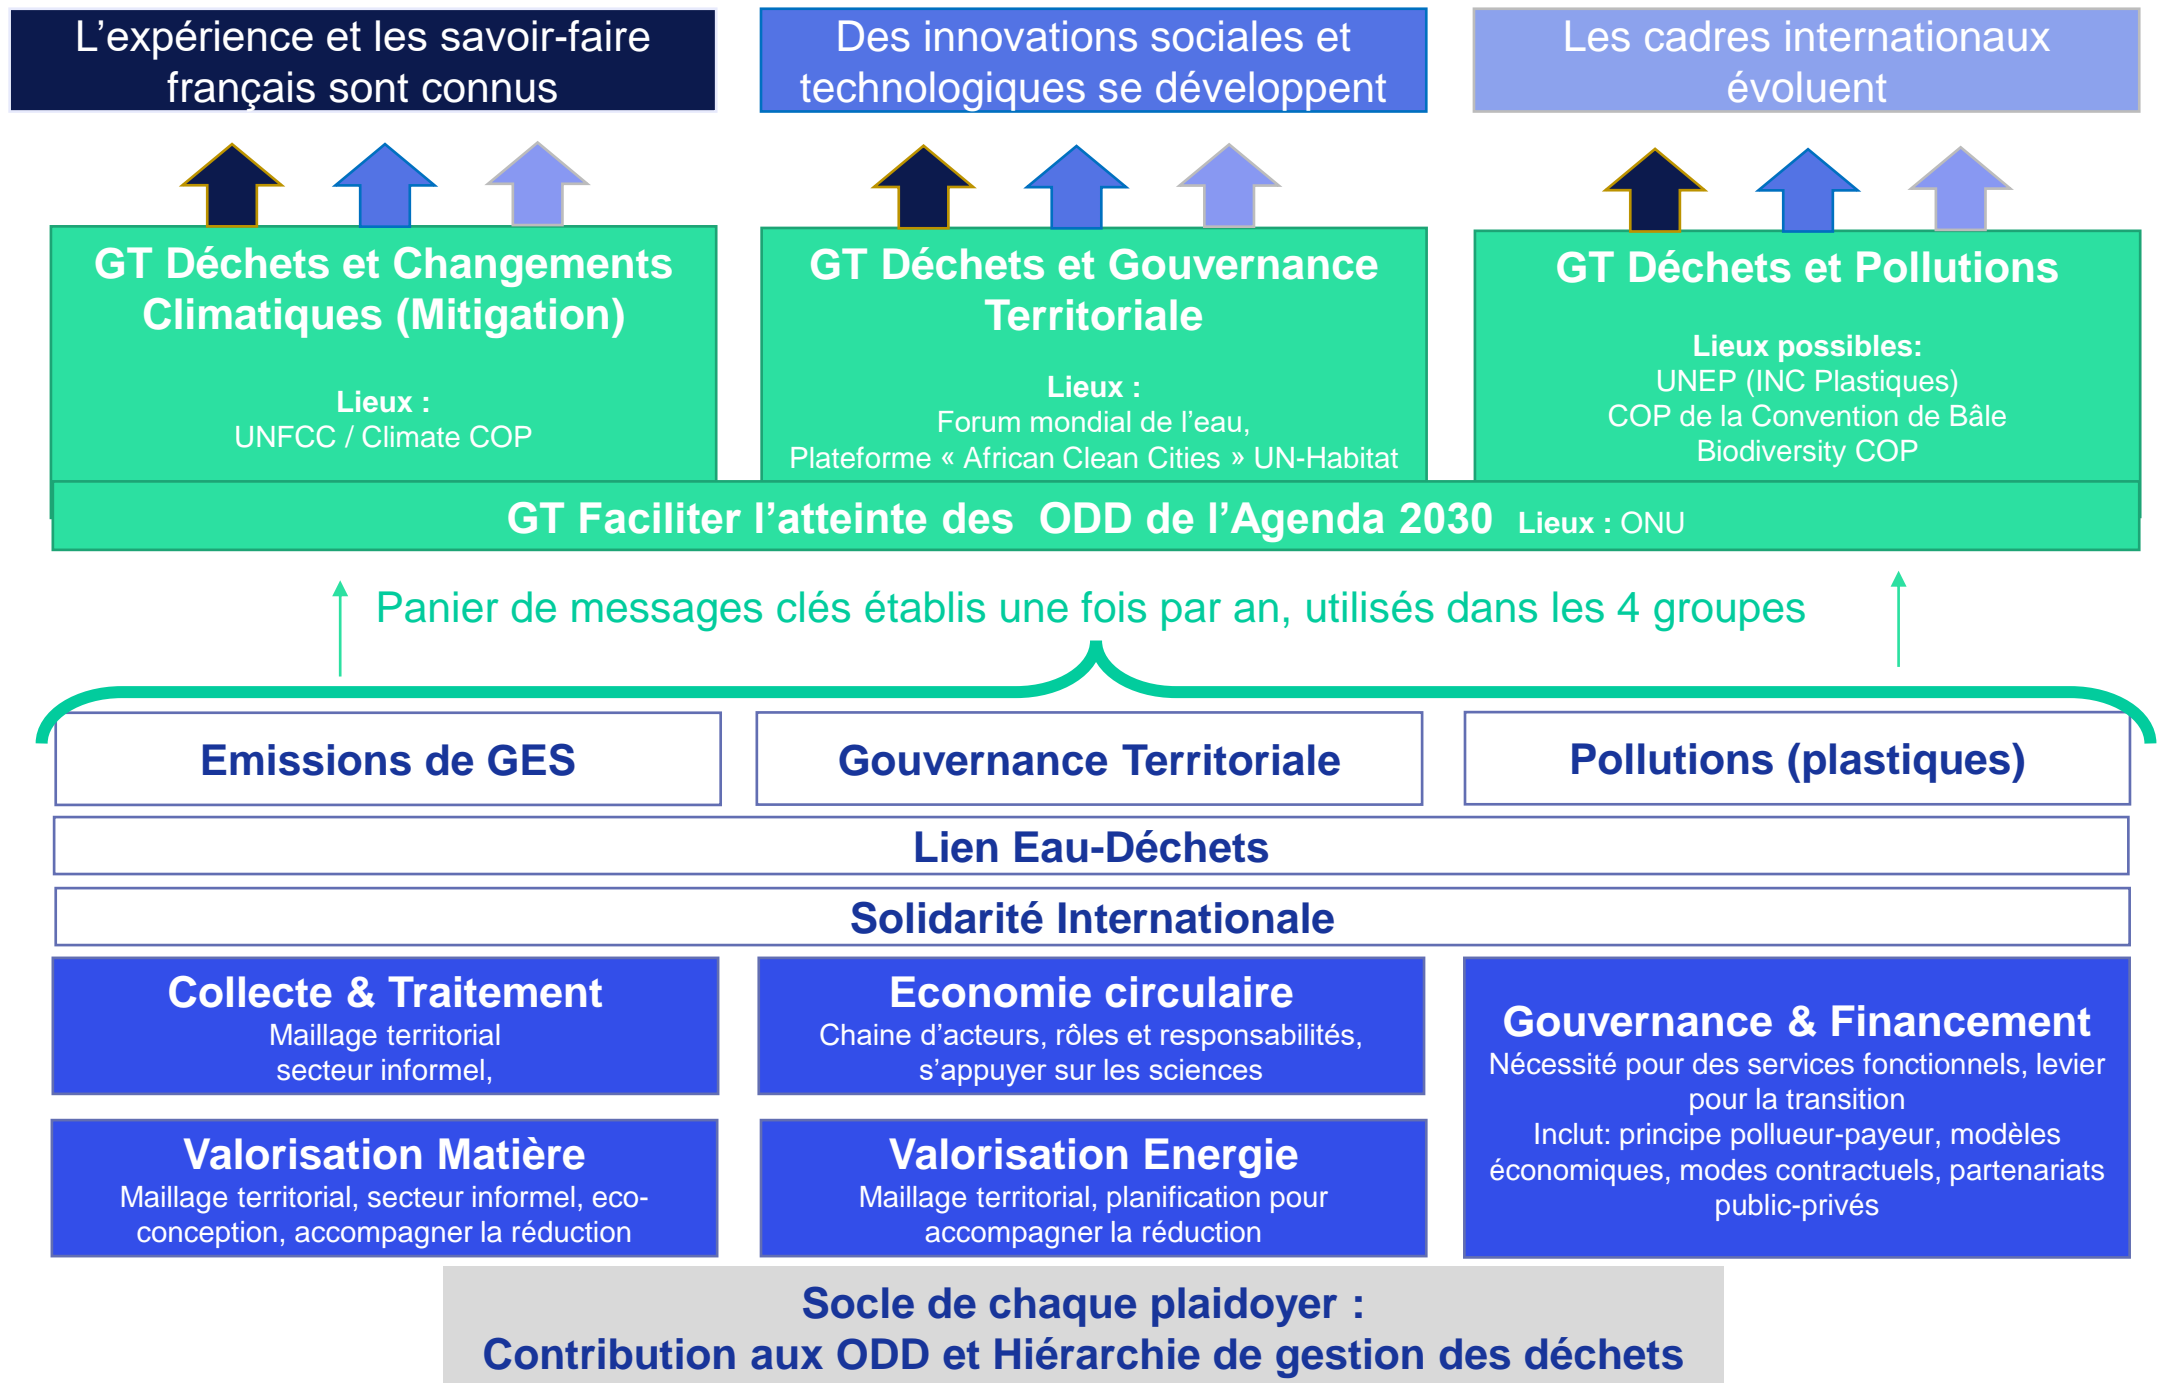 L’expérience et les savoir-faire
français sont connus
Des innovations sociales et
technologiques se développent
Les cadres internationaux
évoluent
GT Déchets et Changements
Climatiques (Mitigation)
Lieux :
UNFCC / Climate COP
GT Déchets et Gouvernance
Territoriale
Lieux :
Forum mondial de l’eau,
Plateforme « African Clean Cities » UN-Habitat
GT Déchets et Pollutions
Lieux possibles:
UNEP (INC Plastiques)
COP de la Convention de Bâle
Biodiversity COP
GT Faciliter l’atteinte des  ODD de l’Agenda 2030  Lieux : ONU
Panier de messages clés établis une fois par an, utilisés dans les 4 groupes
Emissions de GES
Gouvernance Territoriale
Pollutions (plastiques)
Lien Eau-Déchets
Solidarité Internationale
Collecte & Traitement
Maillage territorial
secteur informel,
Economie circulaire
Chaine d’acteurs, rôles et responsabilités,
s’appuyer sur les sciences
Gouvernance & Financement
Nécessité pour des services fonctionnels, levier
pour la transition
Inclut: principe pollueur-payeur, modèles
économiques, modes contractuels, partenariats
public-privés
Valorisation Matière
Maillage territorial, secteur informel, eco-
conception, accompagner la réduction
Valorisation Energie
Maillage territorial, planification pour
accompagner la réduction
Socle de chaque plaidoyer :
Contribution aux ODD et Hiérarchie de gestion des déchets